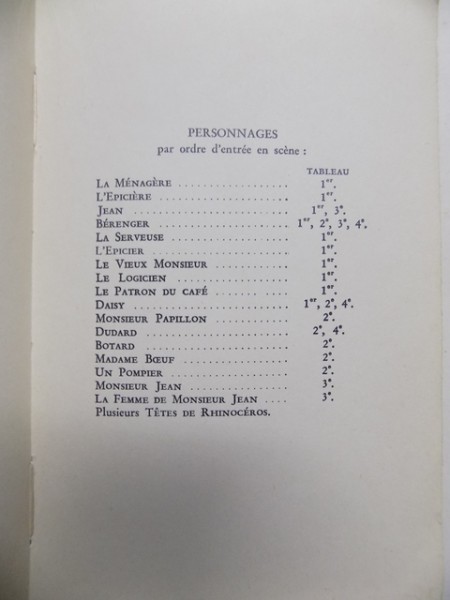 PERSONNAGES
par ordre d'entrée en scène :
TABLEAU
La Ménagère .................. 1er.
L'Epicière .................. 1er.
Jean .................. 1er, 3e.
Bérenger .................. 1er, 2e, 3e, 4e.
La Serveuse .................. 1er.
L'Epicier .................. 1er.
Le Vieux Monsieur .................. 1er.
Le Logicien .................. 1er.
Le Patron du café .................. 1er.
Daisy .................. 1er, 2e, 4e.
Monsieur Papillon .................. 2e.
Dudard .................. 2e, 4e.
Botard .................. 2e.
Madame Bœuf .................. 2e.
Un Pompier .................. 2e.
Monsieur Jean .................. 3e.
La Femme de Monsieur Jean .... 3e.
Plusieurs Têtes de Rhinocéros.